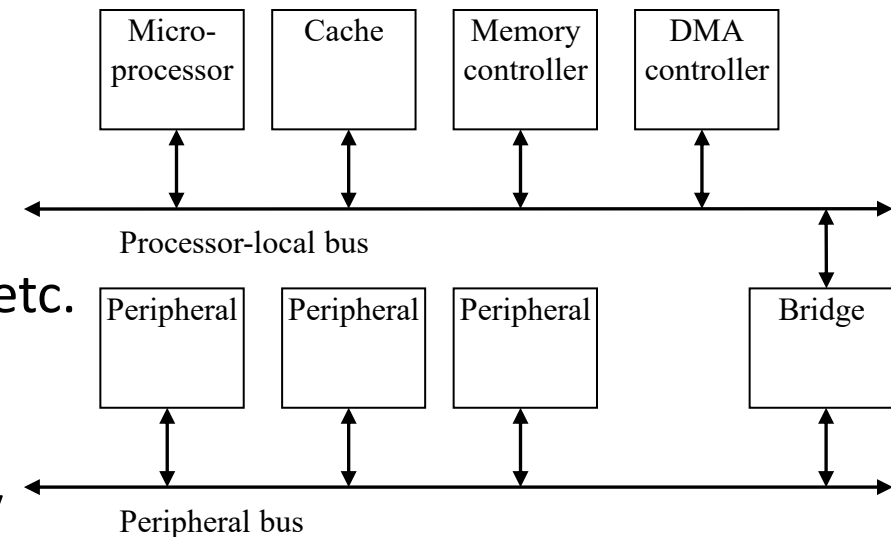 Micro-
processor
Cache
Memory
controller
DMA
controller
Processor-local bus
etc.
Peripheral
Peripheral
Peripheral
Bridge
Peripheral bus